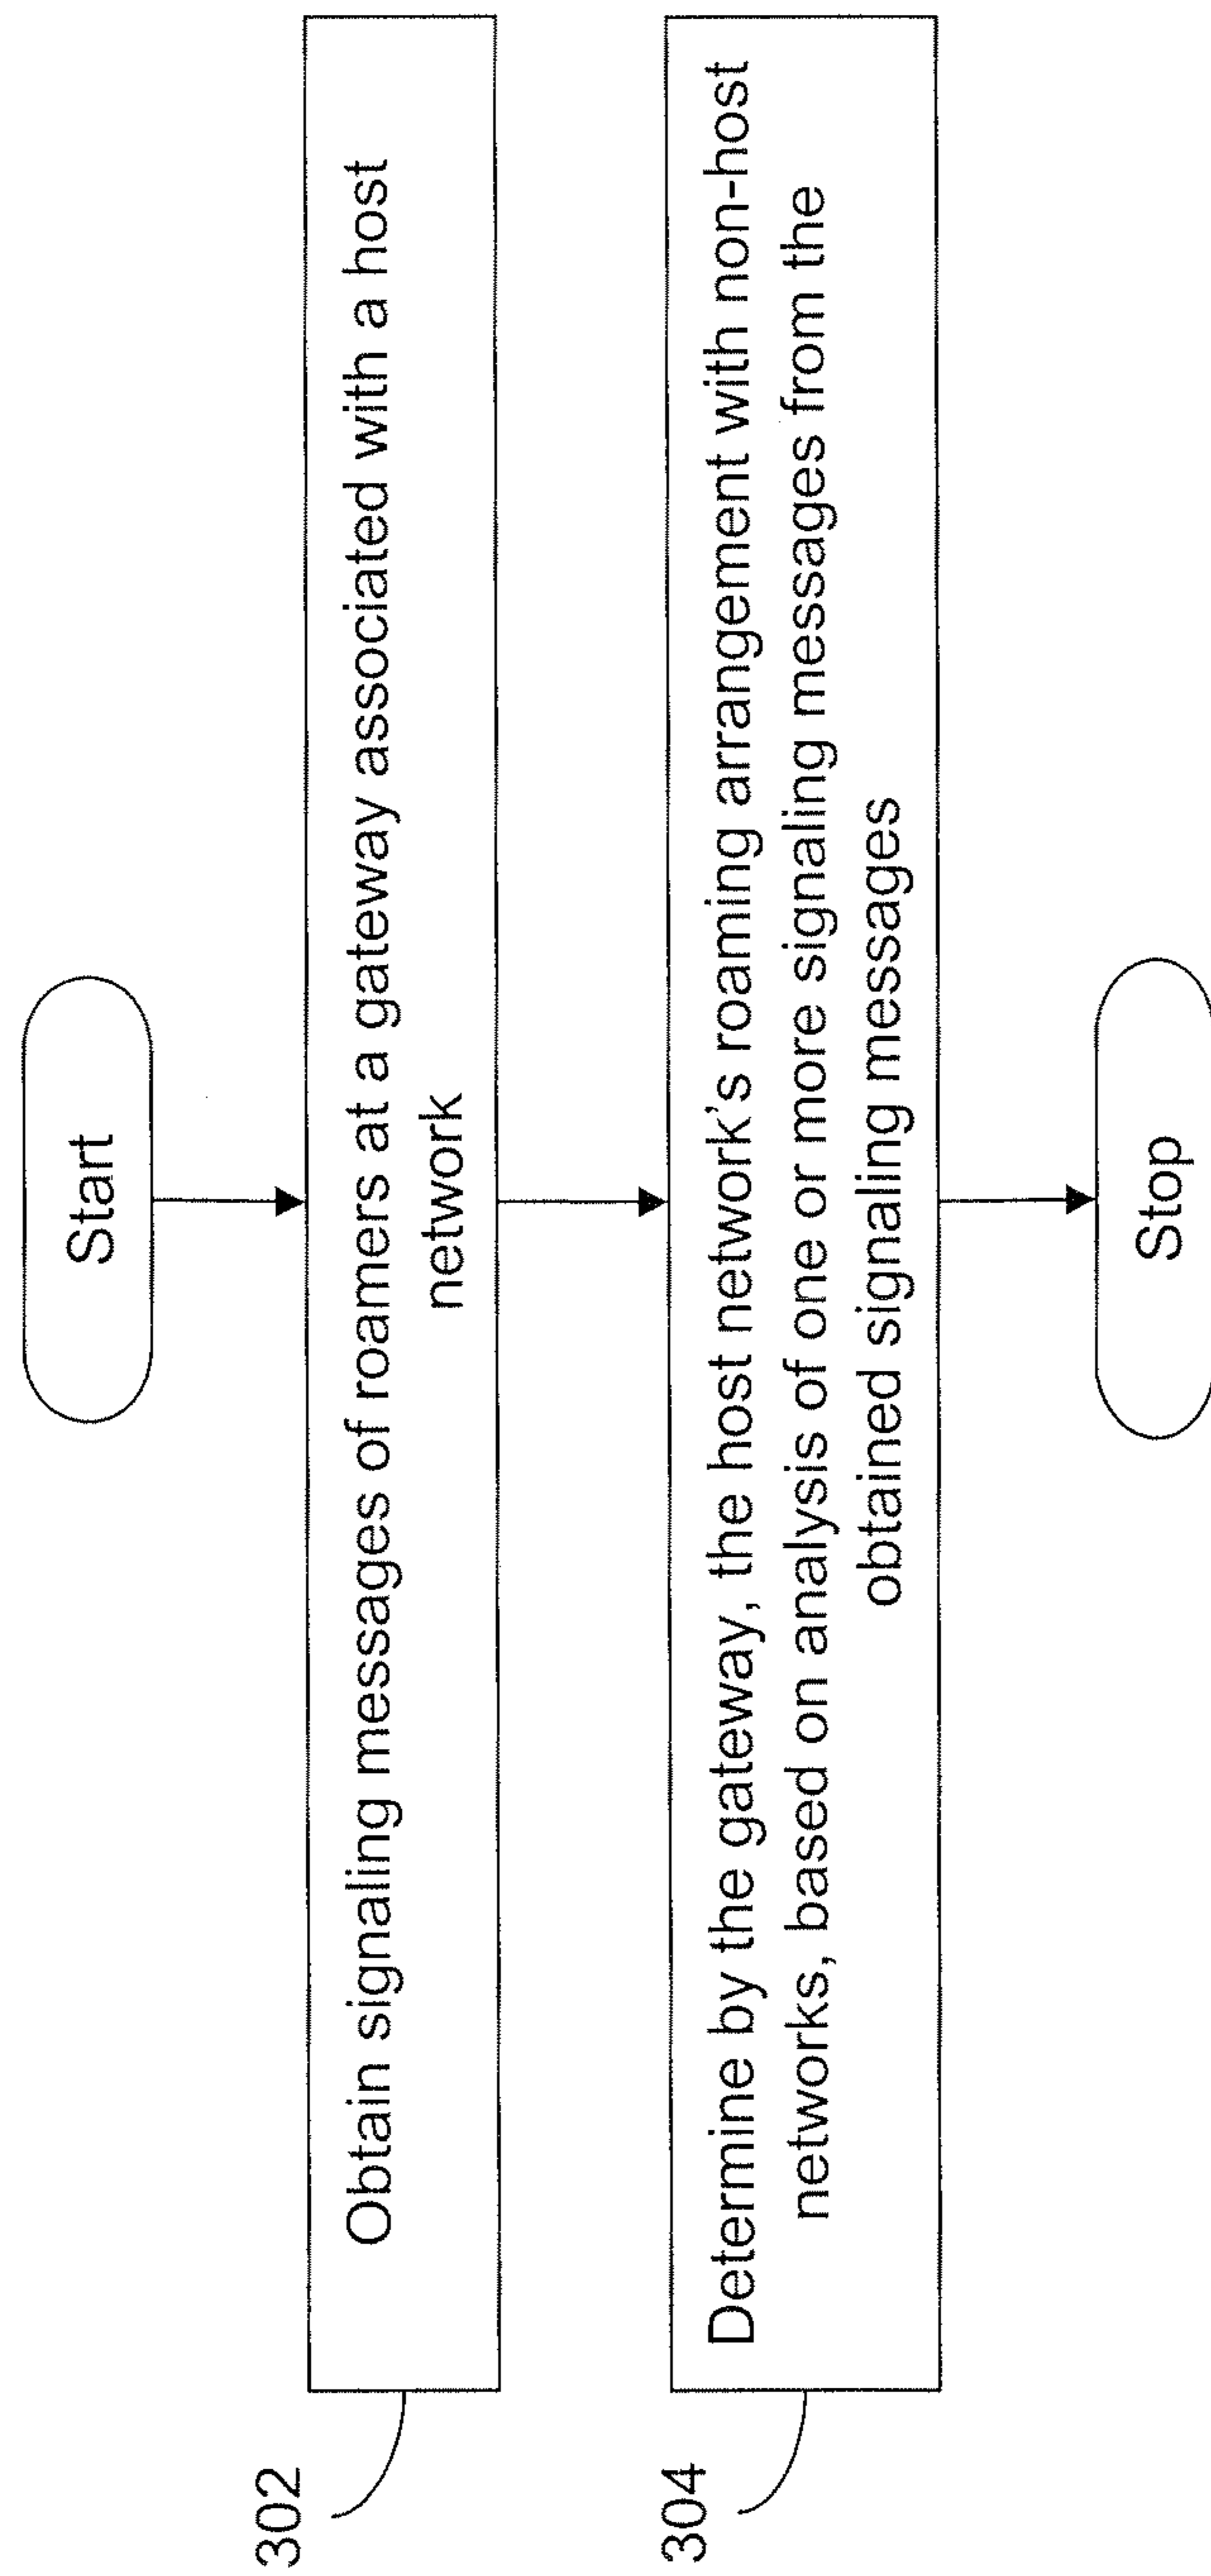 Start
302
Obtain signaling messages of roamers at a gateway associated with a host
network
304
Determine by the gateway, the host network's roaming arrangement with non-host
networks, based on analysis of one or more signaling messages from the
obtained signaling messages
Stop